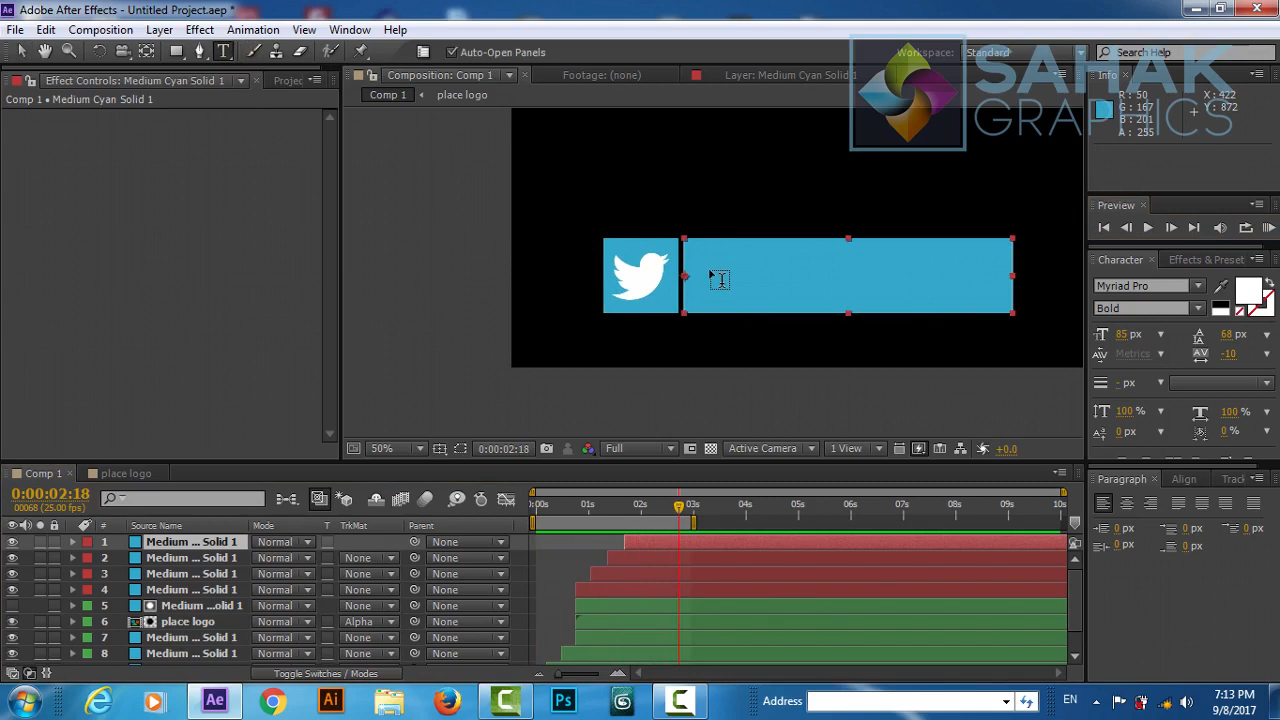 Adobe After Effects - Untitled Project.aep *
File Edit Composition Layer Effect Animation View Window Help
Auto-Open Panels
Workspace: Standard
Search Help
SAHAK
GRAPHICS
Effect Controls: Medium Cyan Solid 1
Projec
Composition: Comp 1
Footage: (none)
Layer: Medium Cyan Solid 1
Info
Comp 1 • Medium Cyan Solid 1
Comp 1
place logo
R : 50
G : 167
B : 201
A : 255
X : 422
Y : 872
Preview
Character
Effects & Preset
Myriad Pro
Bold
85 px
68 px
Metrics
-10
- px
100 %
100 %
0 px
0 %
50%
0:00:02:18
Full
Active Camera
1 View
+0.0
Comp 1
place logo
Paragraph
Align
Track
0:00:02:18
00068 (25.00 fps)
:00s 01s 02s 03s 04s 05s 06s 07s 08s 09s 10s
# Source Name Mode T TrkMat Parent
0 px 0 px 0 px
0 px 0 px
1 Medium ... Solid 1 Normal None
2 Medium ... Solid 1 Normal None None
3 Medium ... Solid 1 Normal None None
4 Medium ... Solid 1 Normal None None
5 Medium ...olid 1 Normal None None
6 place logo Normal Alpha None
7 Medium ... Solid 1 Normal None None
8 Medium ... Solid 1 Normal None None
Toggle Switches / Modes
Ae
Ai
Ps
Address
EN
7:13 PM
9/8/2017